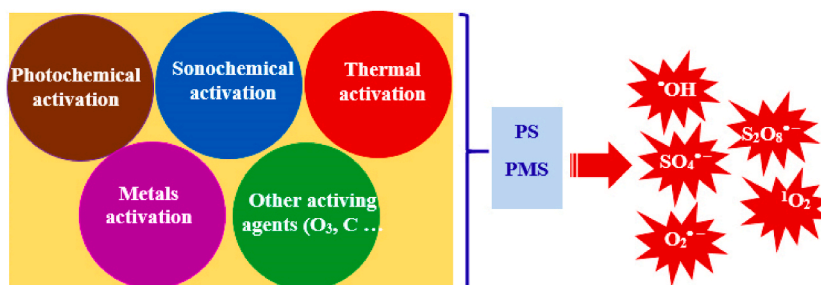 Photochemical
activation
Sonochemical
activation
Thermal
activation
Metals
activation
Other activing
agents (O₃, C …
PS
PMS
•OH
S₂O₈•−
SO₄•−
¹O₂
O₂•−